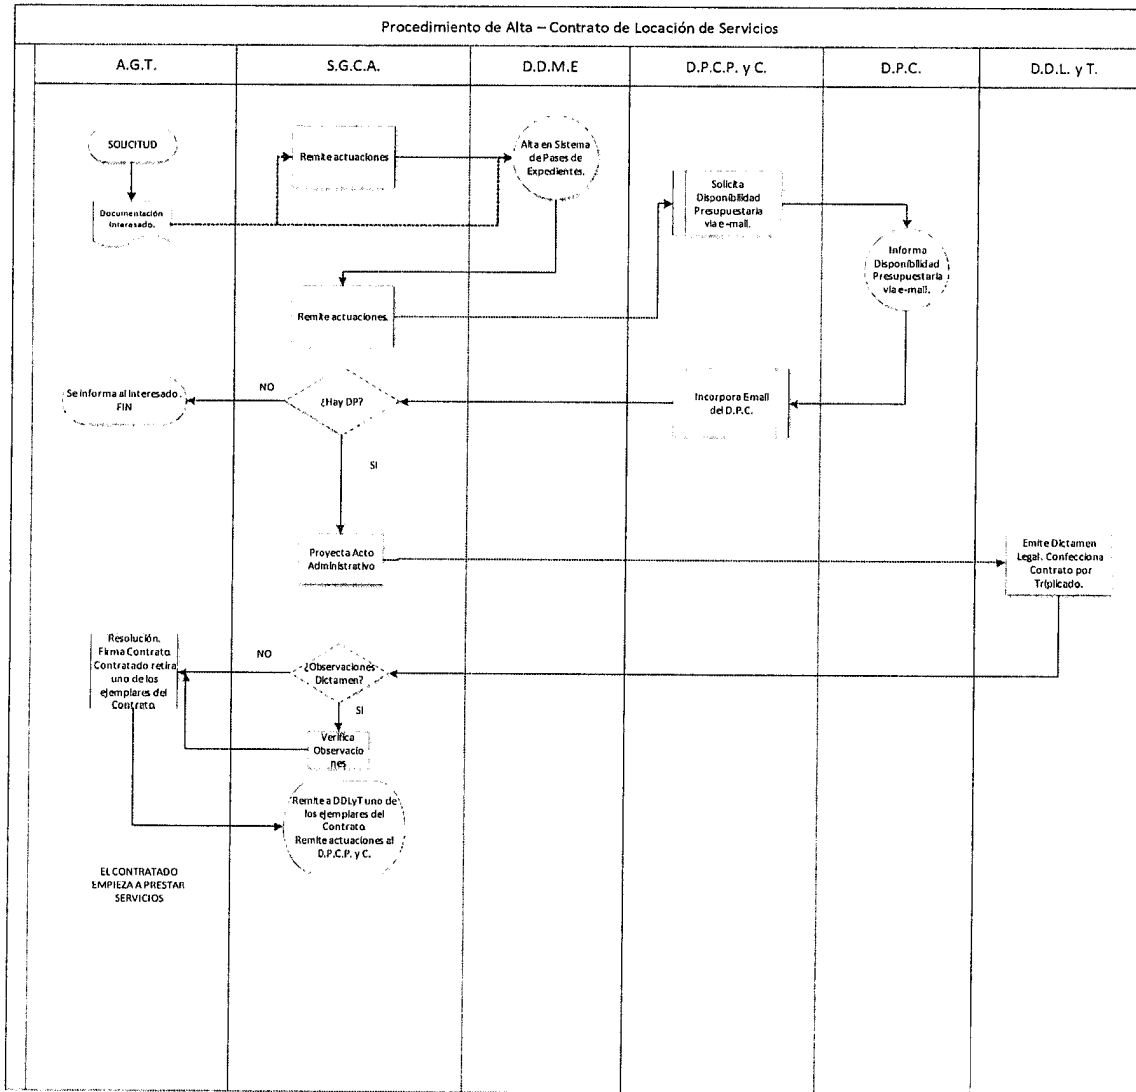 Procedimiento de Alta – Contrato de Locación de Servicios
A.G.T.
S.G.C.A.
D.D.M.E
D.P.C.P. y C.
D.P.C.
D.D.L. y T.
SOLICITUD
Documentación
Interesado.
Remite actuaciones
Alta en Sistema
de Pases de
Expedientes.
Solicita
Disponibilidad
Presupuestaria
via e-mail.
Informa
Disponibilidad
Presupuestaria
via e-mail.
Remite actuaciones.
Se informa al Interesado.
FIN
NO
¿Hay DP?
SI
Incorpora Email
del D.P.C.
Proyecta Acto
Administrativo
Emite Dictamen
Legal. Confecciona
Contrato por
Triplicado.
Resolución.
Firma Contrato.
Contratado retira
uno de los
ejemplares del
Contrato.
NO
¿Observaciones
Dictamen?
SI
Verifica
Observacio
nes
Remite a DDLyT uno de
los ejemplares del
Contrato.
Remite actuaciones al
D.P.C.P. y C.
EL CONTRATADO
EMPIEZA A PRESTAR
SERVICIOS